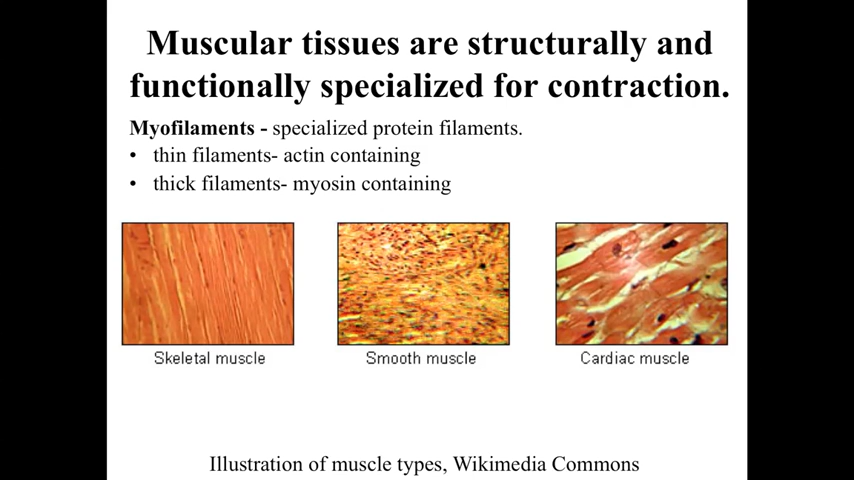 Muscular tissues are structurally and
functionally specialized for contraction.
Myofilaments - specialized protein filaments.
• thin filaments- actin containing
• thick filaments- myosin containing
Skeletal muscle
Smooth muscle
Cardiac muscle
Illustration of muscle types, Wikimedia Commons